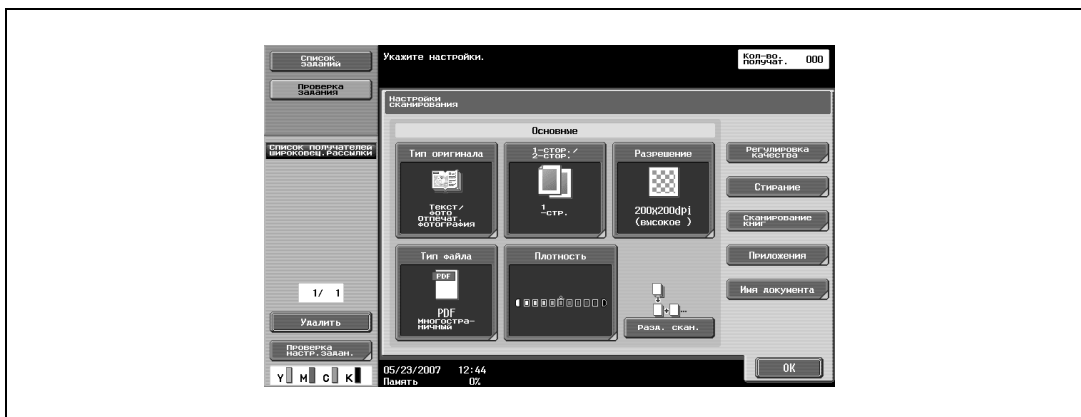 Список
заданий
Проверка
задания
Список получателей
широковещ.рассылки
1/ 1
Удалить
Проверка
настр.задан.
Y M C K
Укажите настройки.
Кол-во.
получат. 000
Настройки
сканирования
Основные
Тип оригинала
Текст/
фото
Отпечат.
фотография
1-стор./
2-стор.
1
-стр.
Разрешение
200X200dpi
(высокое )
Тип файла
PDF
PDF
многостра-
ничный
Плотность
Разд. скан.
Регулировка
качества
Стирание
Сканирование
книг
Приложения
Имя документа
05/23/2007 12:44
Память 0%
OK